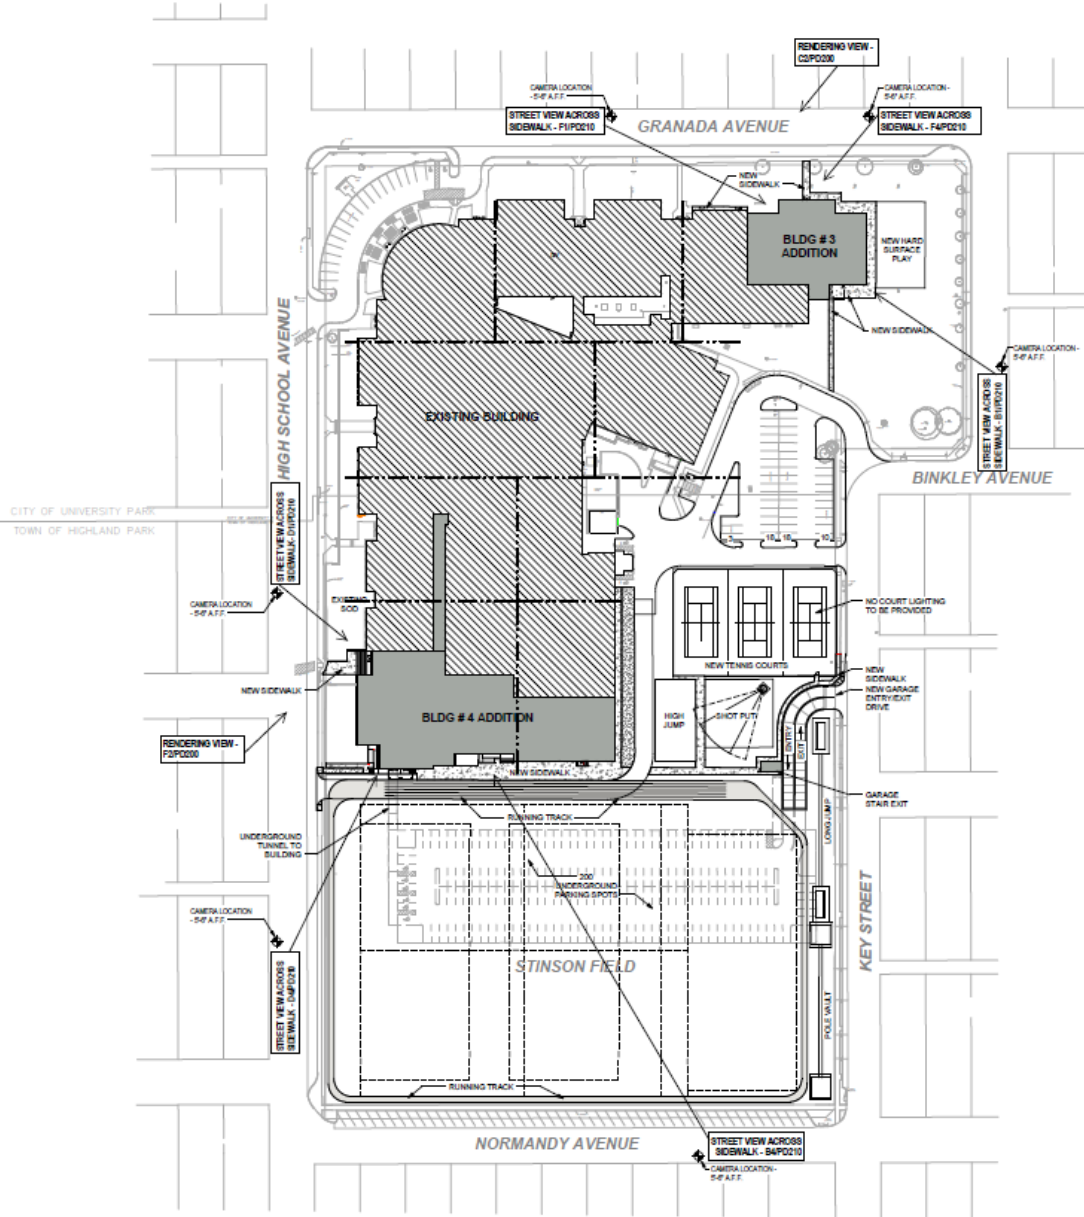 RENDERING VIEW -
C2/PD200
CAMERA LOCATION
- 5'-6" A.F.F.
CAMERA LOCATION -
5'-6" A.F.F.
STREET VIEW ACROSS
SIDEWALK - F1/PD210
GRANADA AVENUE
STREET VIEW ACROSS
SIDEWALK - F4/PD210
NEW
SIDEWALK
BLDG # 3
ADDITION
NEW HARD
SURFACE
PLAY
NEW SIDEWALK
CAMERA LOCATION -
5'-6" A.F.F.
STREET VIEW ACROSS
SIDEWALK - B1/PD210
HIGH SCHOOL AVENUE
EXISTING BUILDING
BINKLEY AVENUE
CITY OF UNIVERSITY PARK
TOWN OF HIGHLAND PARK
STREET VIEW ACROSS
SIDEWALK - D1/PD210
10
18
18
10
CAMERA LOCATION
- 5'-6" A.F.F.
EXISTING
SOD
NO COURT LIGHTING
TO BE PROVIDED
NEW TENNIS COURTS
NEW
SIDEWALK
NEW GARAGE
ENTRY/EXIT
DRIVE
NEW SIDEWALK
BLDG # 4 ADDITION
HIGH
JUMP
SHOT PUT
ENTRY
EXIT
RENDERING VIEW -
F2/PD200
NEW SIDEWALK
GARAGE
STAIR EXIT
RUNNING TRACK
LONG JUMP
UNDERGROUND
TUNNEL TO
BUILDING
200
UNDERGROUND
PARKING SPOTS
CAMERA LOCATION
- 5'-6" A.F.F.
KEY STREET
STREET VIEW ACROSS
SIDEWALK - D4/PD210
STINSON FIELD
POLE VAULT
RUNNING TRACK
NORMANDY AVENUE
STREET VIEW ACROSS
SIDEWALK - B4/PD210
CAMERA LOCATION -
5'-6" A.F.F.